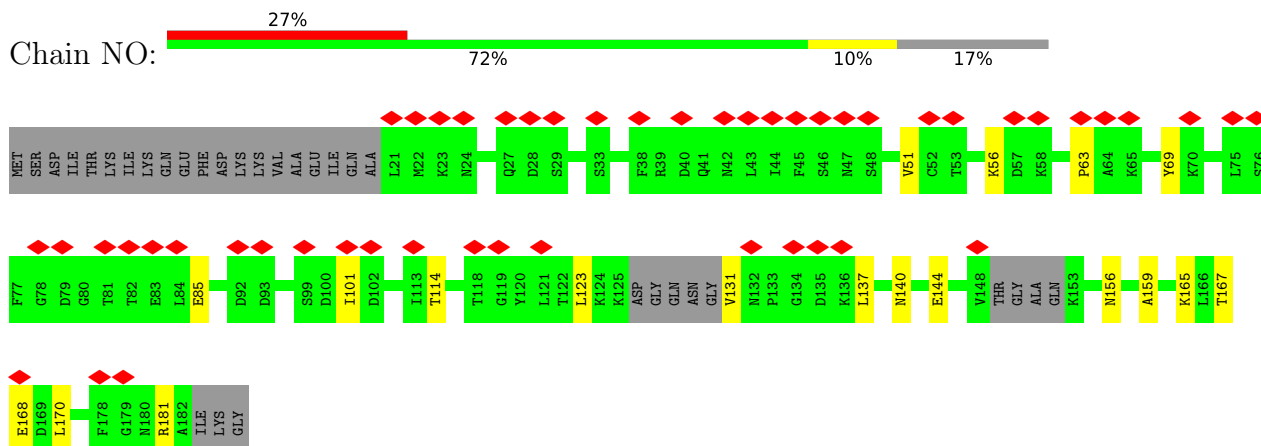 27%
Chain NO:
72% 10% 17%
MET SER ASP ILE THR LYS ILE LYS GLN GLU PHE ASP LYS LYS VAL ALA GLU ILE GLN ALA L21 M22 K23 N24 Q27 D28 S29 S33 F38 R39 D40 Q41 N42 L43 I44 F45 S46 N47 S48 V51 C52 T53 K56 D57 K58 P63 A64 K65 Y69 K70 L75 S76
F77 G78 D79 G80 T81 T82 E83 L84 E85 D92 D93 S99 D100 I101 D102 I113 T114 T118 G119 Y120 L121 T122 L123 K124 K125 ASP GLY GLN ASN GLY V131 N132 P133 G134 D135 K136 L137 N140 E144 V148 THR GLY ALA GLN K153 N156 A159 K165 L166 T167
E168 D169 L170 F178 G179 N180 R181 A182 ILE LYS GLY